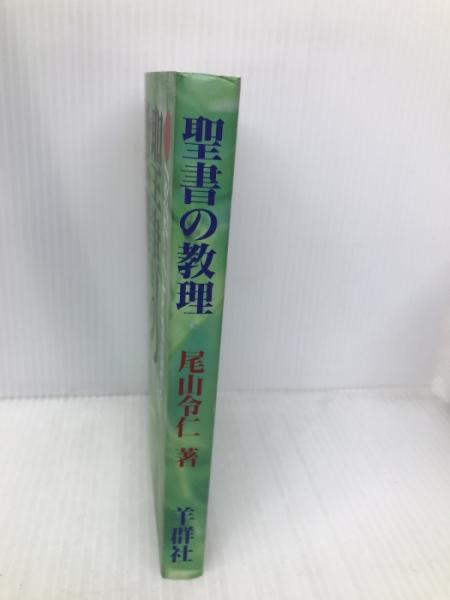 聖書の教理
尾山令仁 著
羊群社